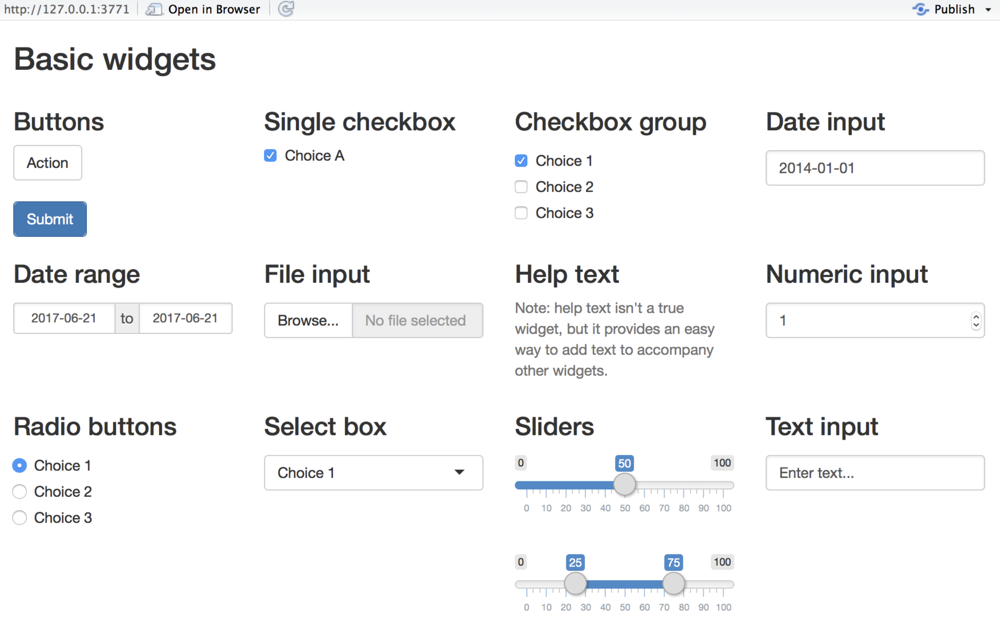 http://127.0.0.1:3771 Open in Browser Publish
Basic widgets
Buttons
Action
Submit
Single checkbox
Choice A
Checkbox group
Choice 1
Choice 2
Choice 3
Date input
2014-01-01
Date range
2017-06-21 to 2017-06-21
File input
Browse... No file selected
Help text
Note: help text isn't a true
widget, but it provides an easy
way to add text to accompany
other widgets.
Numeric input
1
Radio buttons
Choice 1
Choice 2
Choice 3
Select box
Choice 1
Sliders
0 50 100
0 10 20 30 40 50 60 70 80 90 100
0 25 75 100
0 10 20 30 40 50 60 70 80 90 100
Text input
Enter text...